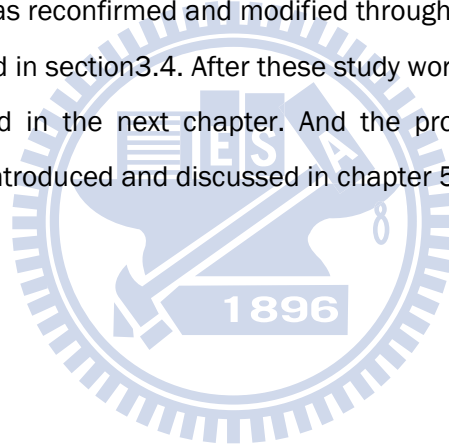 as reconfirmed and modified through
d in section3.4. After these study wor
d in the next chapter. And the pro
ntroduced and discussed in chapter 5
E S A
8
1896